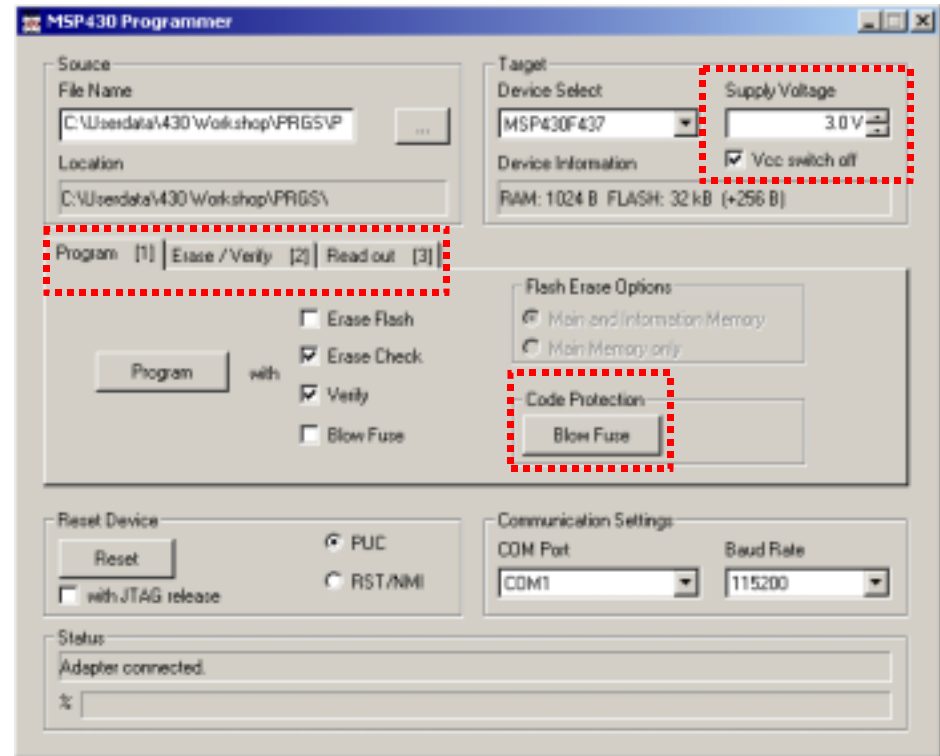 MSP430 Programmer
Source
File Name
C:\Userdata\430 Workshop\PRGS\P
...
Location
C:\Userdata\430 Workshop\PRGS\
Target
Device Select
MSP430F437
Supply Voltage
3.0 V
Vcc switch off
Device Information
RAM: 1024 B FLASH: 32 kB (+256 B)
Program [1] Erase / Verify [2] Read out [3]
Program
with
Erase Flash
Erase Check
Verify
Blow Fuse
Flash Erase Options
Main and Information Memory
Main Memory only
Code Protection
Blow Fuse
Reset Device
Reset
with JTAG release
PUC
RST/NMI
Communication Settings
COM Port
COM1
Baud Rate
115200
Status
Adapter connected.
%